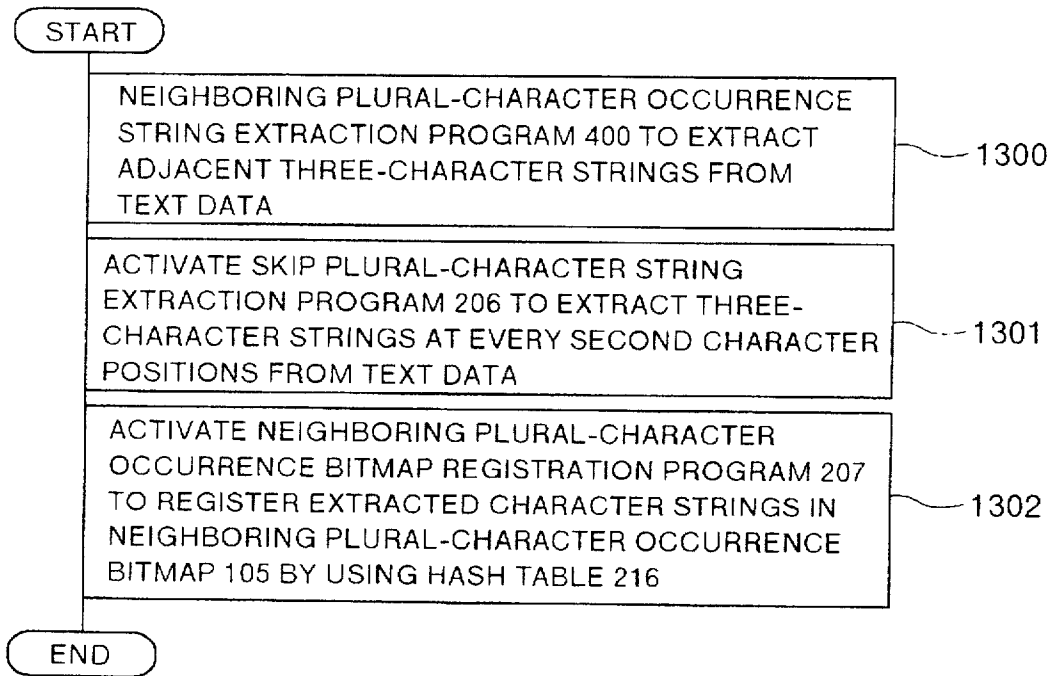 START
NEIGHBORING PLURAL-CHARACTER OCCURRENCE
STRING EXTRACTION PROGRAM 400 TO EXTRACT
ADJACENT THREE-CHARACTER STRINGS FROM
TEXT DATA
1300
ACTIVATE SKIP PLURAL-CHARACTER STRING
EXTRACTION PROGRAM 206 TO EXTRACT THREE-
CHARACTER STRINGS AT EVERY SECOND CHARACTER
POSITIONS FROM TEXT DATA
1301
ACTIVATE NEIGHBORING PLURAL-CHARACTER
OCCURRENCE BITMAP REGISTRATION PROGRAM 207
TO REGISTER EXTRACTED CHARACTER STRINGS IN
NEIGHBORING PLURAL-CHARACTER OCCURRENCE
BITMAP 105 BY USING HASH TABLE 216
1302
END